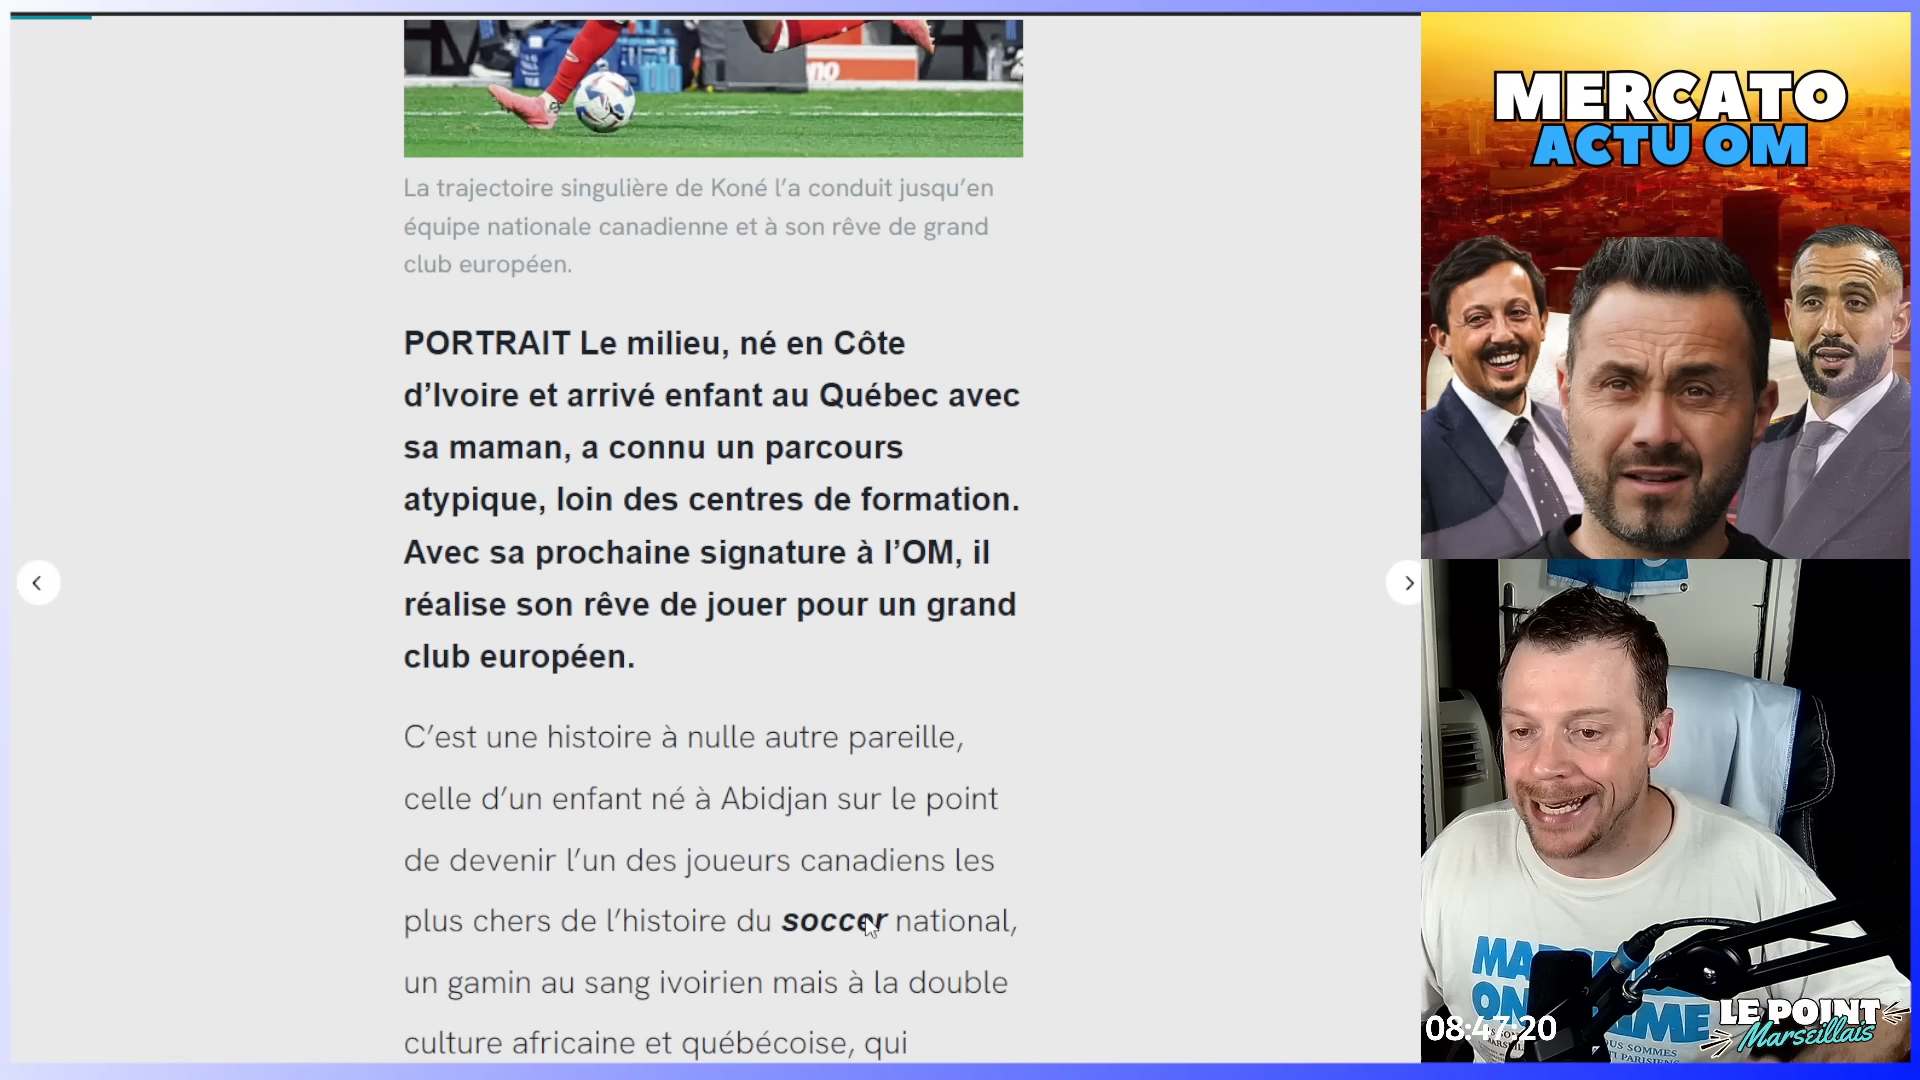 La trajectoire singulière de Koné l’a conduit jusqu’en
équipe nationale canadienne et à son rêve de grand
club européen.
PORTRAIT Le milieu, né en Côte
d’Ivoire et arrivé enfant au Québec avec
sa maman, a connu un parcours
atypique, loin des centres de formation.
Avec sa prochaine signature à l’OM, il
réalise son rêve de jouer pour un grand
club européen.
C’est une histoire à nulle autre pareille,
celle d’un enfant né à Abidjan sur le point
de devenir l’un des joueurs canadiens les
plus chers de l’histoire du soccer national,
un gamin au sang ivoirien mais à la double
culture africaine et québécoise, qui
MERCATO
ACTU OM
08:47:20
LE POINT
Marseillais